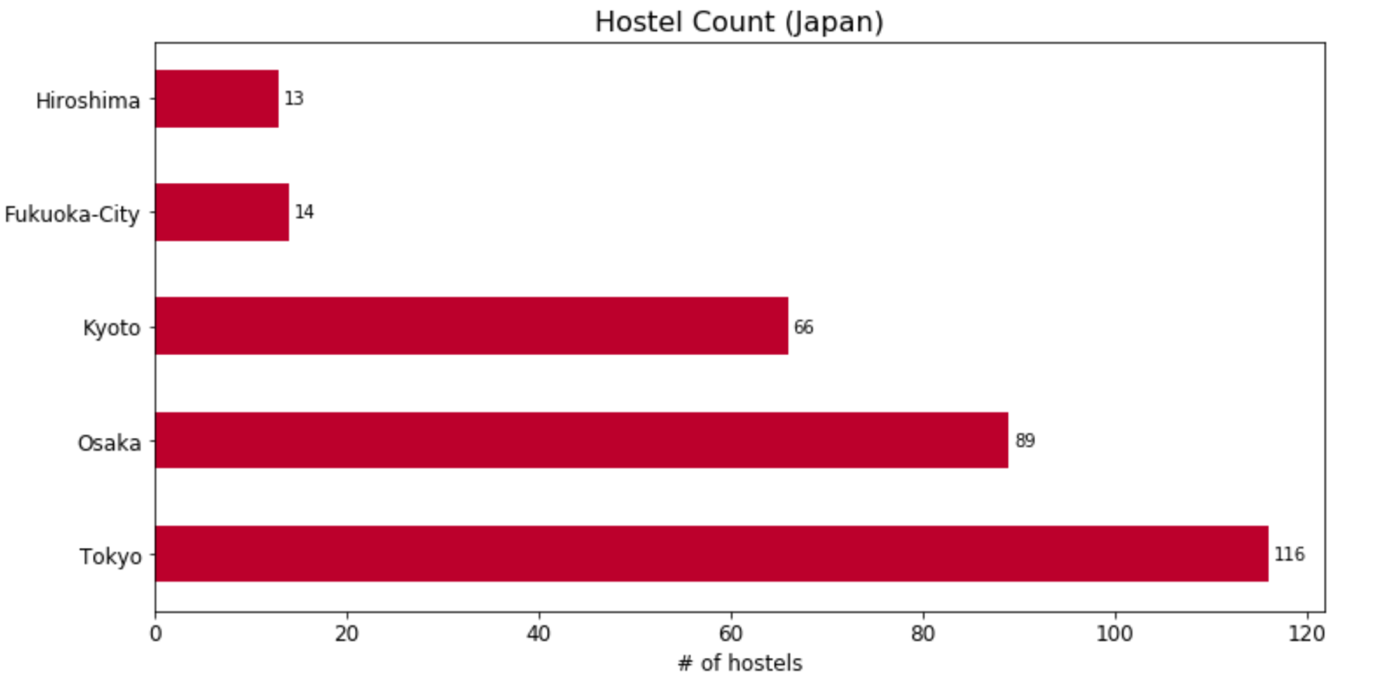 Hostel Count (Japan)
Hiroshima 13
Fukuoka-City 14
Kyoto 66
Osaka 89
Tokyo 116
0 20 40 60 80 100 120
# of hostels